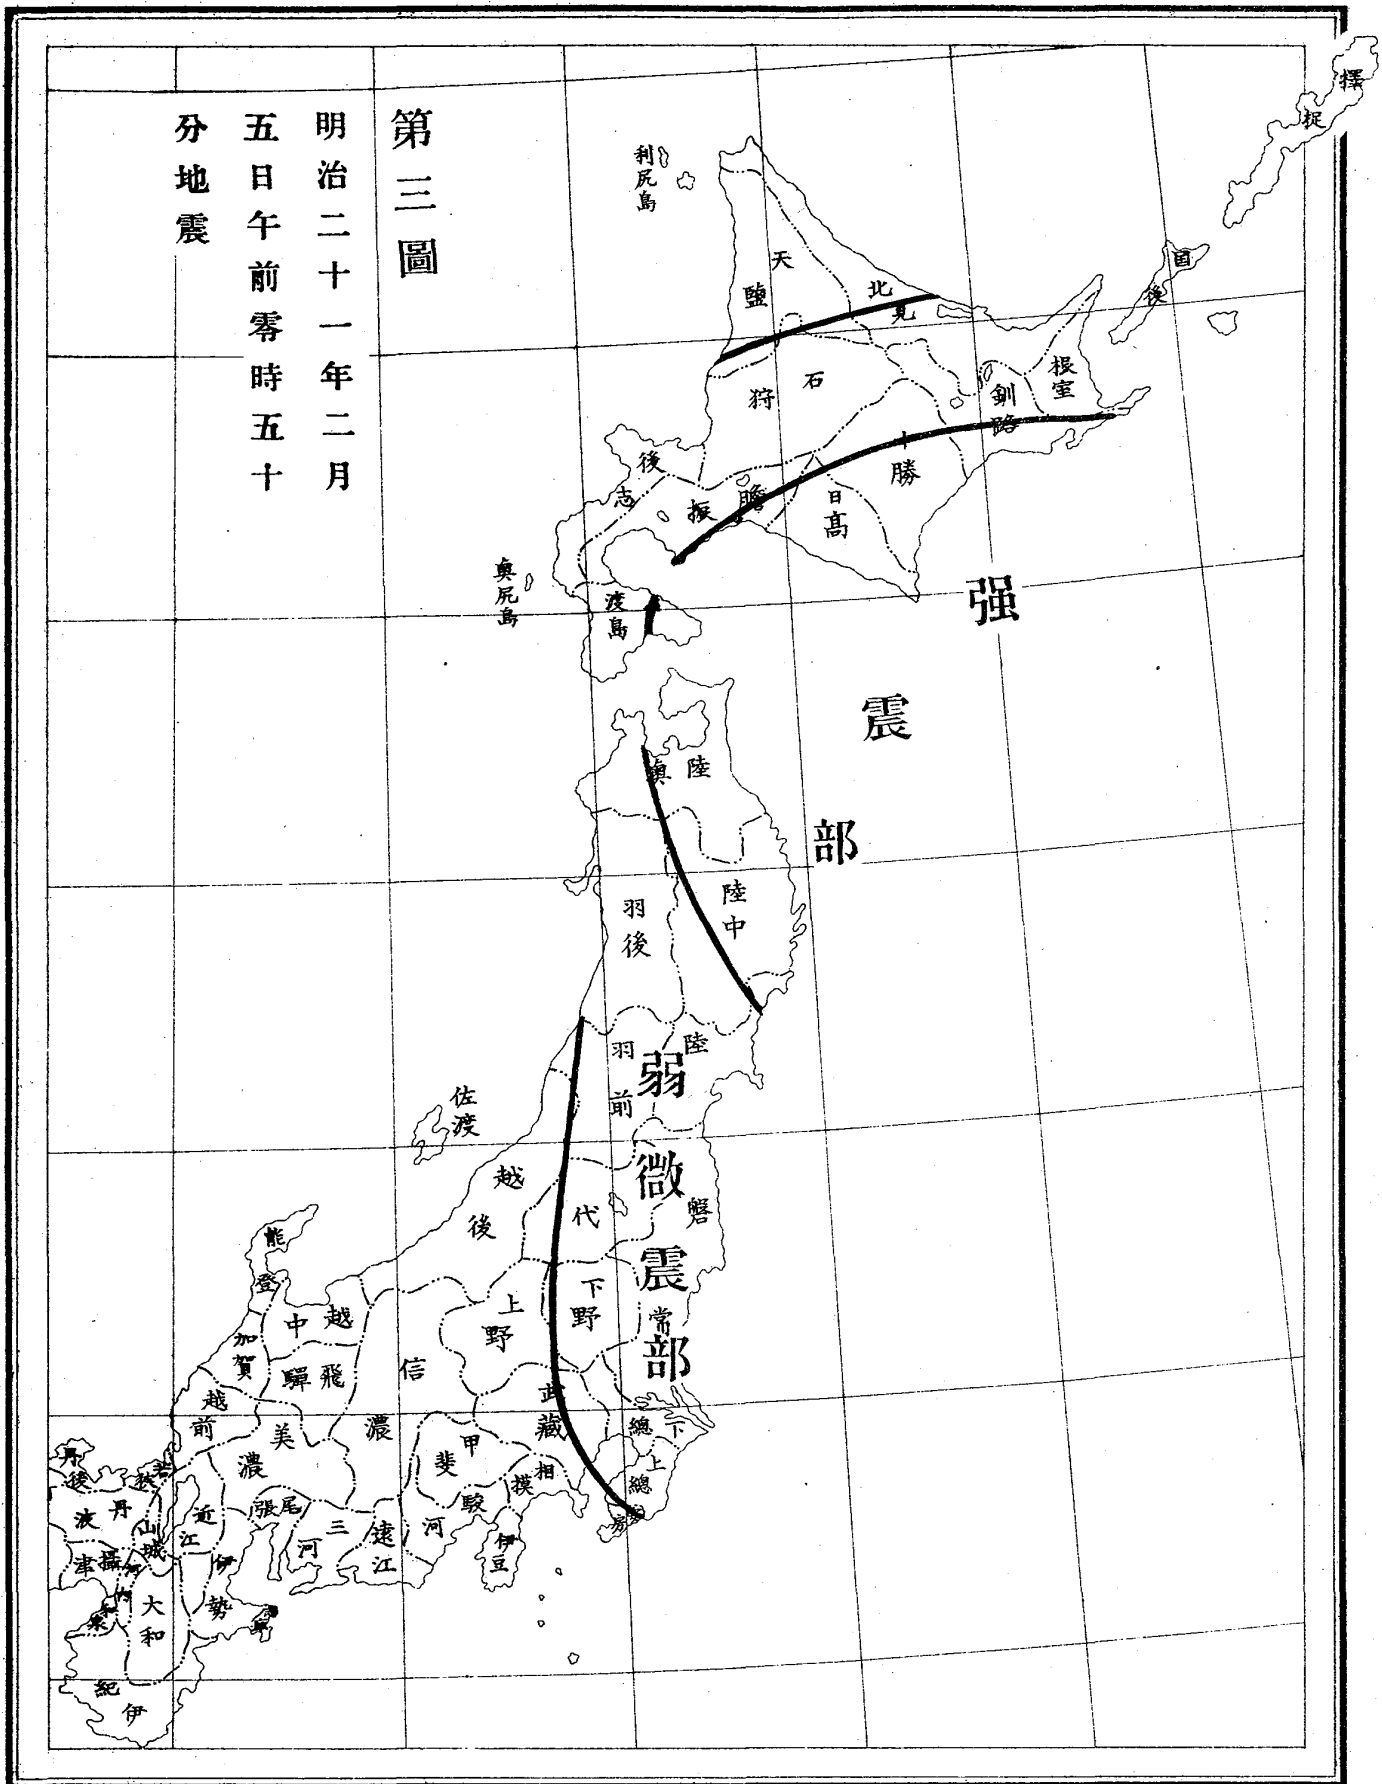 第三圖
明治二十一年二月
五日午前零時五十
分地震
擇捉
国後
利尻島
天鹽
北見
根室
釧路
石狩
十勝
日高
膽振
後志
渡島
奥尻島
强震部
陸奥
陸中
羽後
陸
羽前
弱微震部
佐渡
越後
代
磐
下野
上野
常
能登
越中
加賀
飛驒
信濃
越前
美濃
武藏
下總
上總
甲斐
相摸
駿河
伊豆
遠江
三河
尾張
近江
丹後
丹波
山城
攝津
河内
伊勢
大和
紀伊